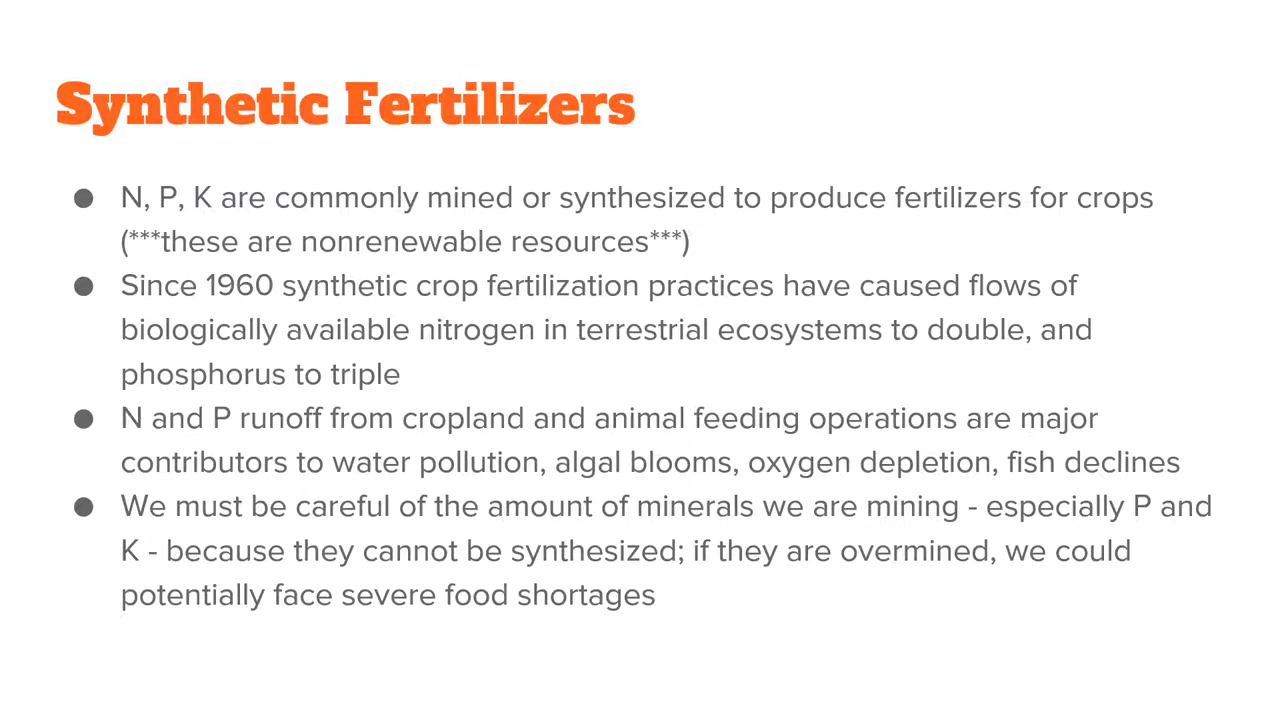 Synthetic Fertilizers
● N, P, K are commonly mined or synthesized to produce fertilizers for crops
(***these are nonrenewable resources***)
● Since 1960 synthetic crop fertilization practices have caused flows of
biologically available nitrogen in terrestrial ecosystems to double, and
phosphorus to triple
● N and P runoff from cropland and animal feeding operations are major
contributors to water pollution, algal blooms, oxygen depletion, fish declines
● We must be careful of the amount of minerals we are mining - especially P and
K - because they cannot be synthesized; if they are overmined, we could
potentially face severe food shortages